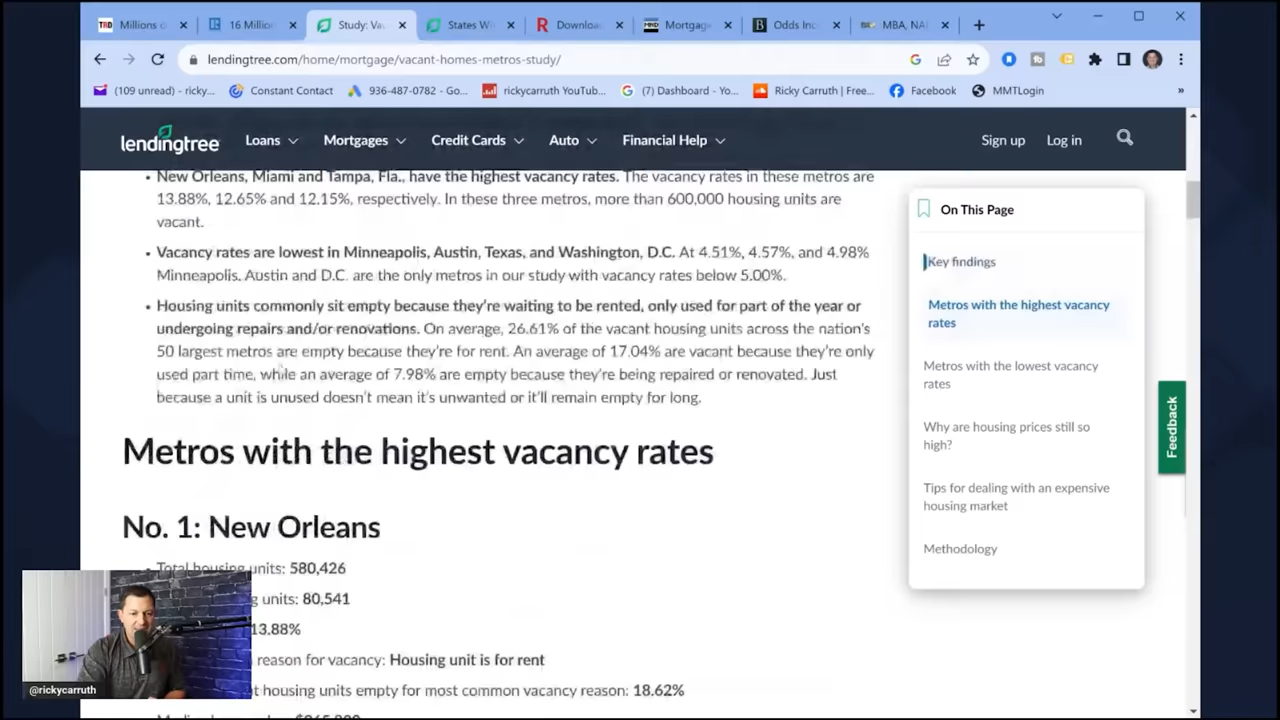 Millions o
16 Million
Study: Va
States Wi
Downloa
Mortgag
Odds Inc
MBA, NA
lendingtree.com/home/mortgage/vacant-homes-metros-study/
(109 unread) - ricky...
Constant Contact
936-487-0782 - Go...
rickycarruth YouTub...
(7) Dashboard - Yo...
Ricky Carruth | Free...
Facebook
MMTLogin
»
lendingtree
Loans
Mortgages
Credit Cards
Auto
Financial Help
Sign up
Log in
• New Orleans, Miami and Tampa, Fla., have the highest vacancy rates. The vacancy rates in these metros are
13.88%, 12.65% and 12.15%, respectively. In these three metros, more than 600,000 housing units are
vacant.
• Vacancy rates are lowest in Minneapolis, Austin, Texas, and Washington, D.C. At 4.51%, 4.57%, and 4.98%
Minneapolis, Austin and D.C. are the only metros in our study with vacancy rates below 5.00%.
• Housing units commonly sit empty because they're waiting to be rented, only used for part of the year or
undergoing repairs and/or renovations. On average, 26.61% of the vacant housing units across the nation's
50 largest metros are empty because they're for rent. An average of 17.04% are vacant because they're only
used part time, while an average of 7.98% are empty because they're being repaired or renovated. Just
because a unit is unused doesn't mean it's unwanted or it'll remain empty for long.
Metros with the highest vacancy rates
No. 1: New Orleans
• Total housing units: 580,426
units: 80,541
13.88%
reason for vacancy: Housing unit is for rent
housing units empty for most common vacancy reason: 18.62%
On This Page
Key findings
Metros with the highest vacancy
rates
Metros with the lowest vacancy
rates
Why are housing prices still so
high?
Tips for dealing with an expensive
housing market
Methodology
Feedback
@rickycarruth